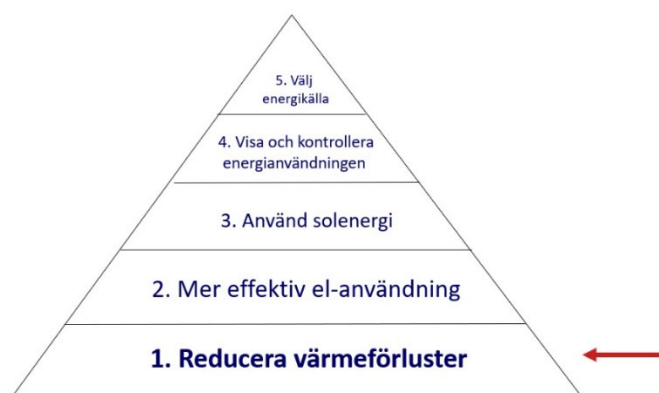 5. Välj
energikälla
4. Visa och kontrollera
energianvändningen
3. Använd solenergi
2. Mer effektiv el-användning
1. Reducera värmeförluster